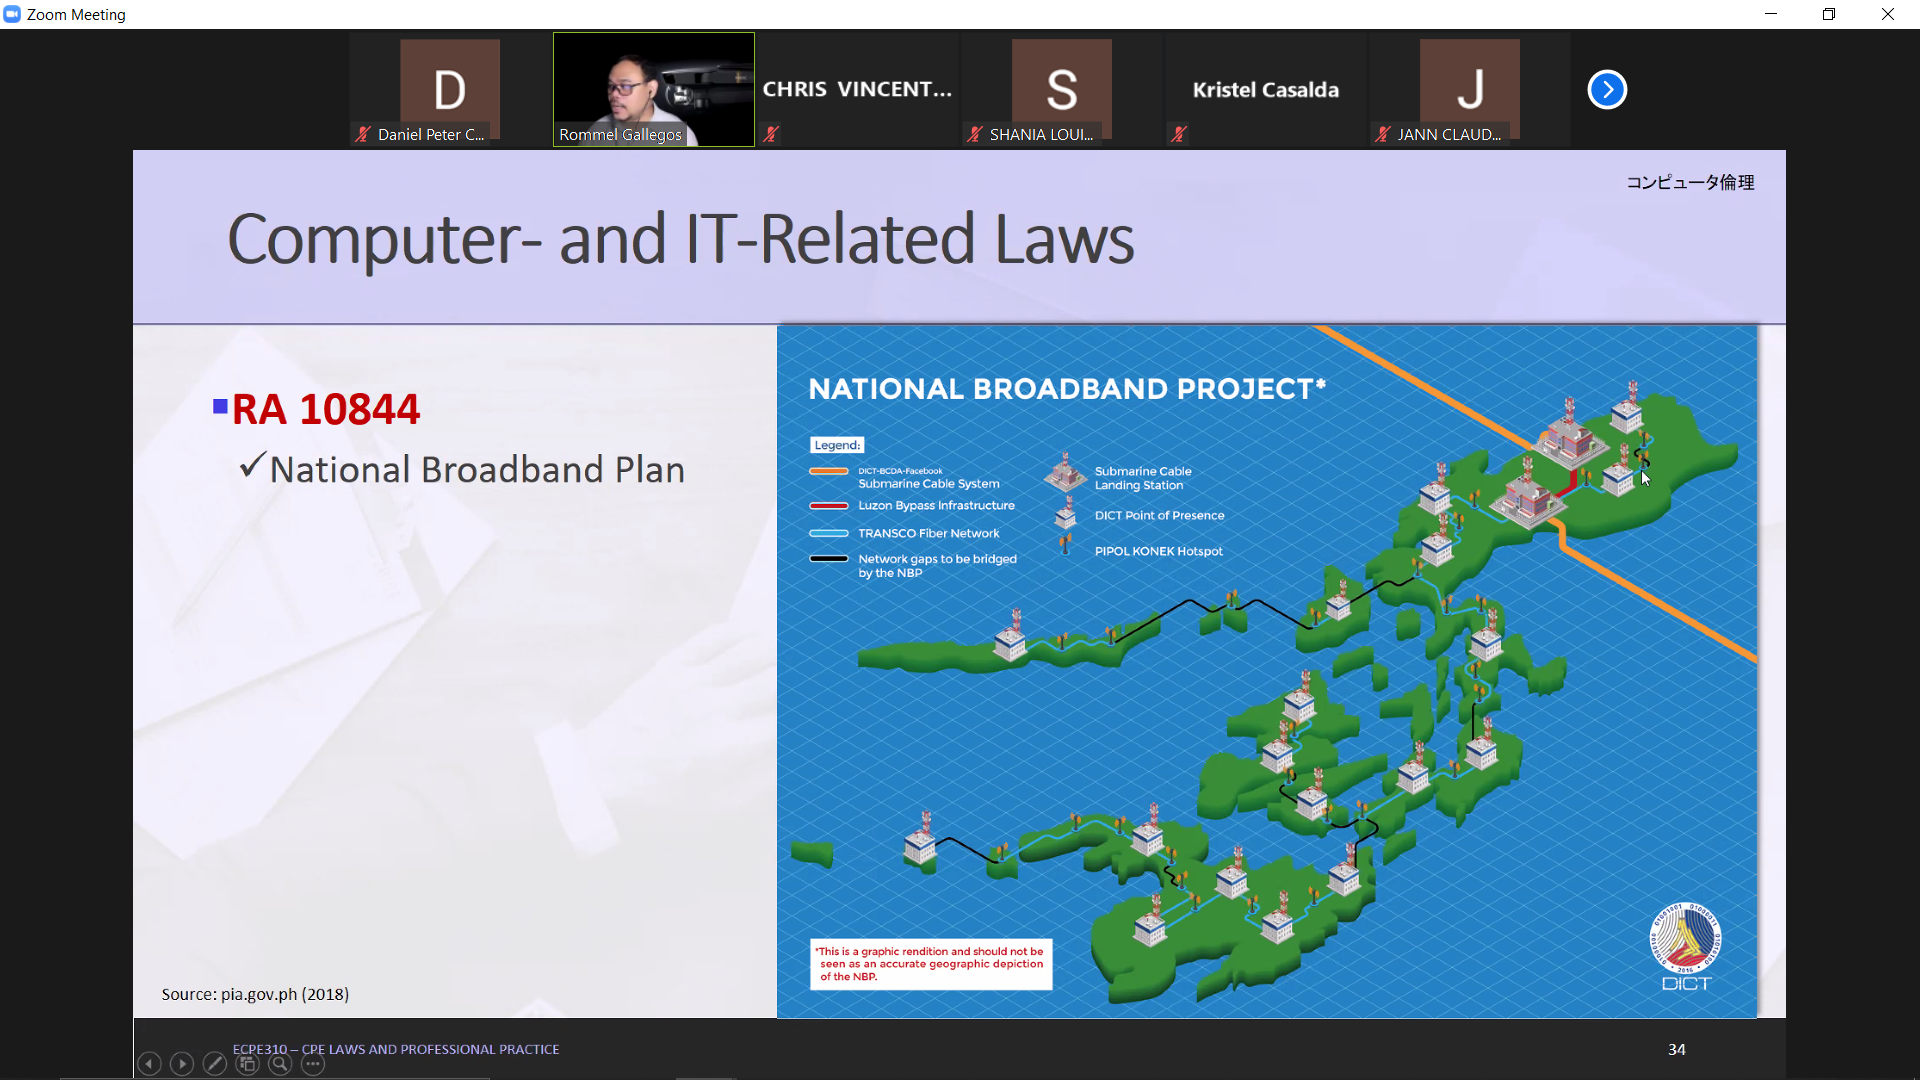 Zoom Meeting
D
Daniel Peter C...
Rommel Gallegos
CHRIS VINCENT...
S
SHANIA LOUI...
Kristel Casalda
J
JANN CLAUD...
コンピュータ倫理
Computer- and IT-Related Laws
RA 10844
✓National Broadband Plan
Source: pia.gov.ph (2018)
NATIONAL BROADBAND PROJECT*
Legend:
DICT-BCDA-Facebook
Submarine Cable System
Luzon Bypass Infrastructure
TRANSCO Fiber Network
Network gaps to be bridged
by the NBP
Submarine Cable
Landing Station
DICT Point of Presence
PIPOL KONEK Hotspot
*This is a graphic rendition and should not be
seen as an accurate geographic depiction
of the NBP.
2016
DICT
ECPE310 – CPE LAWS AND PROFESSIONAL PRACTICE
34